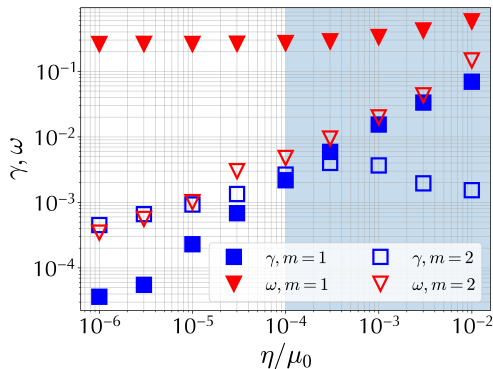 10⁻¹
10⁻²
10⁻³
10⁻⁴
γ, ω
10⁻⁶ 10⁻⁵ 10⁻⁴ 10⁻³ 10⁻²
η/μ₀
γ, m = 1 γ, m = 2
ω, m = 1 ω, m = 2